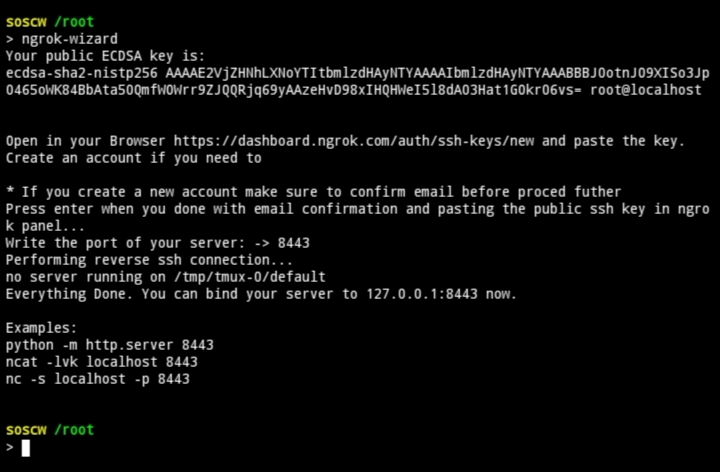 soscw /root
> ngrok-wizard
Your public ECDSA key is:
ecdsa-sha2-nistp256 AAAAE2VjZHNhLXNoYTItbmlzdHAyNTYAAAAIbmlzdHAyNTYAAABBBJ0otnJ09XISo3Jp
0465oWK84BbAta5OQmfWOWrr9ZJQQRjq69yAAzeHvD98xIHQHWeI5l8dAO3Hat1GOkr06vs= root@localhost
Open in your Browser https://dashboard.ngrok.com/auth/ssh-keys/new and paste the key.
Create an account if you need to
* If you create a new account make sure to confirm email before proced futher
Press enter when you done with email confirmation and pasting the public ssh key in ngro
k panel...
Write the port of your server: -> 8443
Performing reverse ssh connection...
no server running on /tmp/tmux-0/default
Everything Done. You can bind your server to 127.0.0.1:8443 now.
Examples:
python -m http.server 8443
ncat -lvk localhost 8443
nc -s localhost -p 8443
soscw /root
>